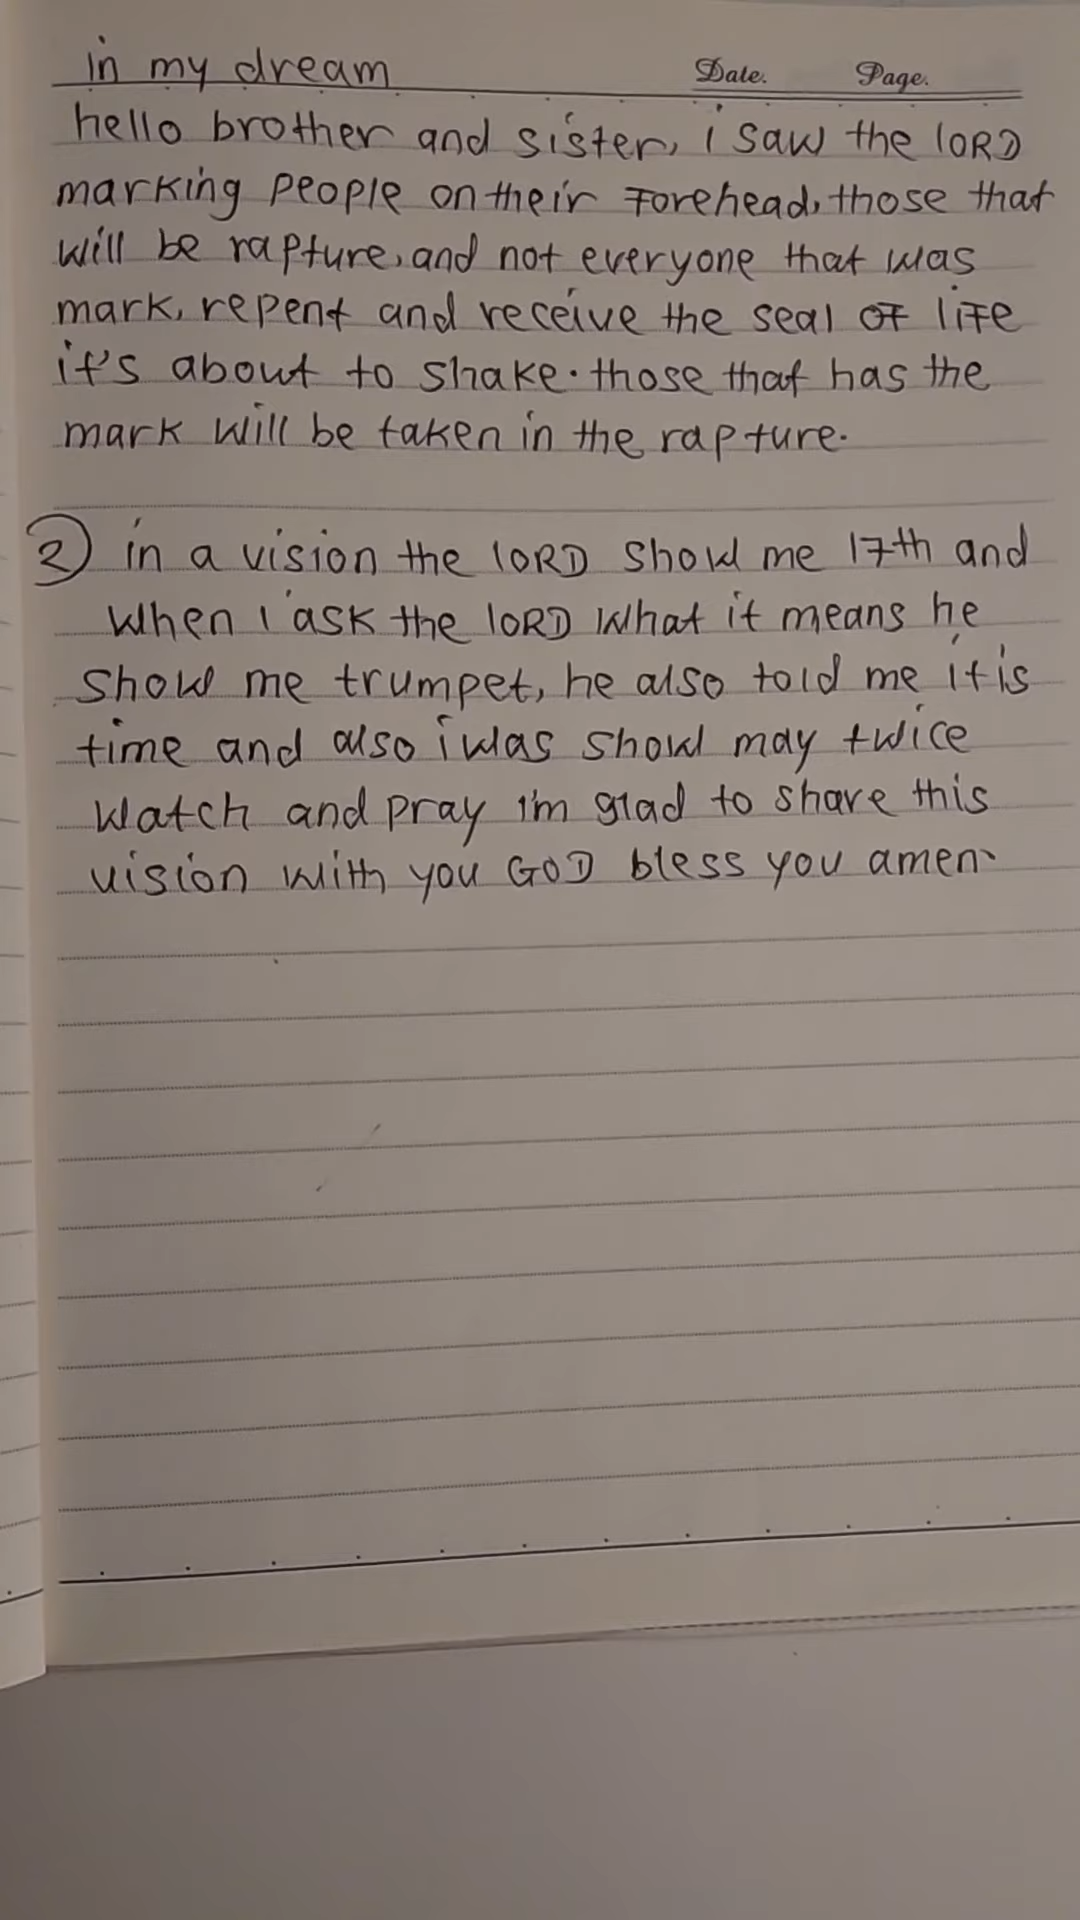 in my dream Date. Page.
hello brother and sister, i saw the lORD
marking people on their Forehead, those that
will be rapture, and not everyone that was
mark, repent and receive the seal OF liFe
it's about to shake. those that has the
mark will be taken in the rapture.
2 in a vision the lORD show me 17th and
when i ask the lORD what it means he
show me trumpet, he also told me it is
time and also i was show may twice
watch and pray i'm glad to share this
vision with you GOD bless you amen.